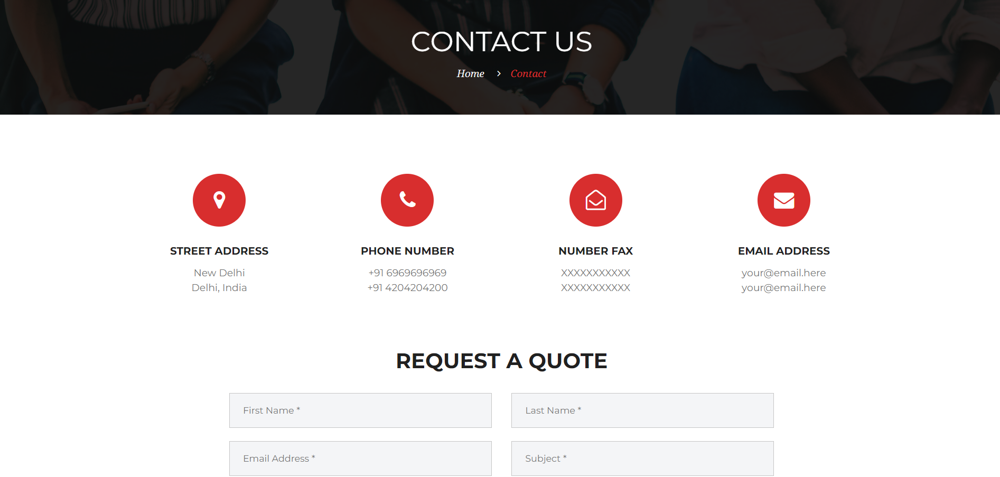 CONTACT US
Home > Contact
STREET ADDRESS
New Delhi
Delhi, India
PHONE NUMBER
+91 6969696969
+91 4204204200
NUMBER FAX
XXXXXXXXXXX
XXXXXXXXXXX
EMAIL ADDRESS
your@email.here
your@email.here
REQUEST A QUOTE
First Name *
Last Name *
Email Address *
Subject *